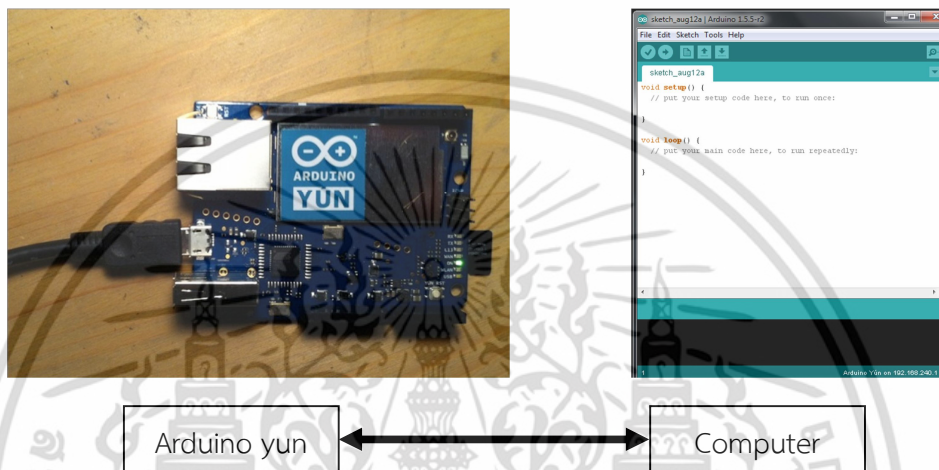 ARDUINO
YÚN
sketch_aug12a | Arduino 1.5.5-r2
File Edit Sketch Tools Help
sketch_aug12a
void setup() {
// put your setup code here, to run once:
}
void loop() {
// put your main code here, to run repeatedly:
}
1
Arduino Yún on 192.168.240.1
Arduino yun
Computer